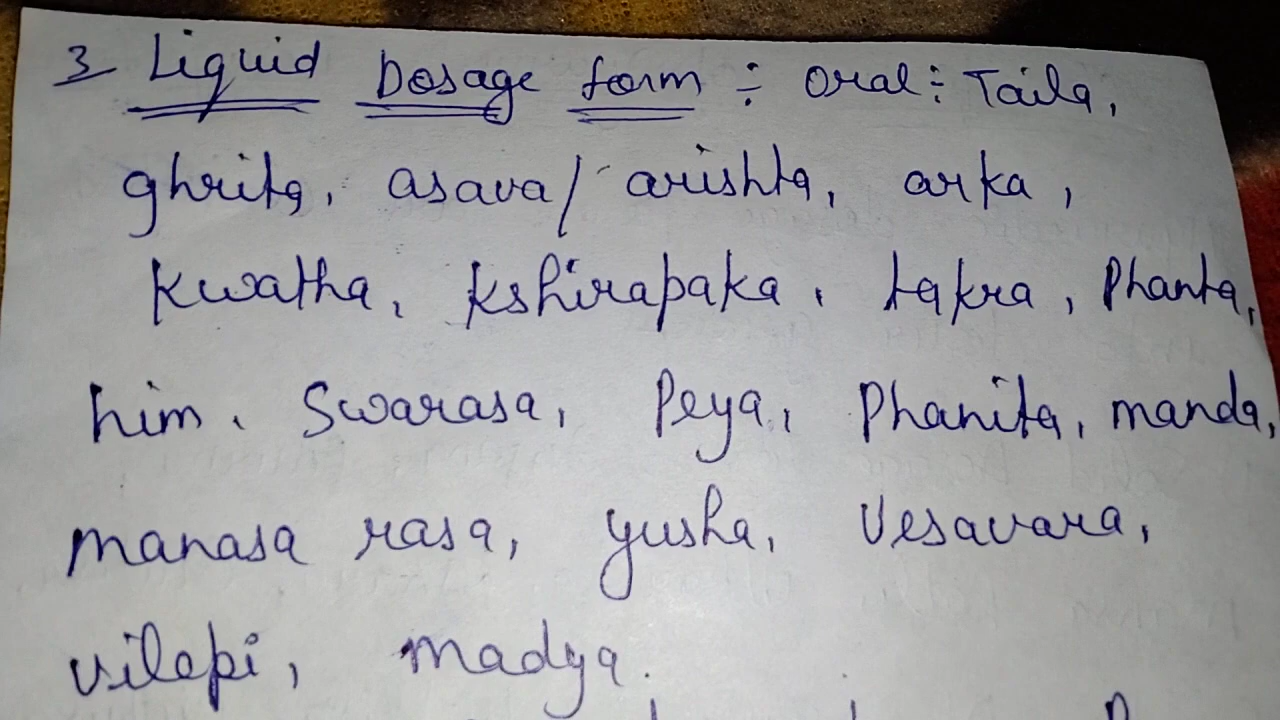 3 Liquid Dosage form ÷ Oral ÷ Taila,
ghrita, asava/ arishta, arka,
Kwatha, kshirapaka, takra, Phanta,
him, Swarasa, Peya, Phanita, manda,
manasa rasa, yusha, Vesavara,
vilepi, madya.